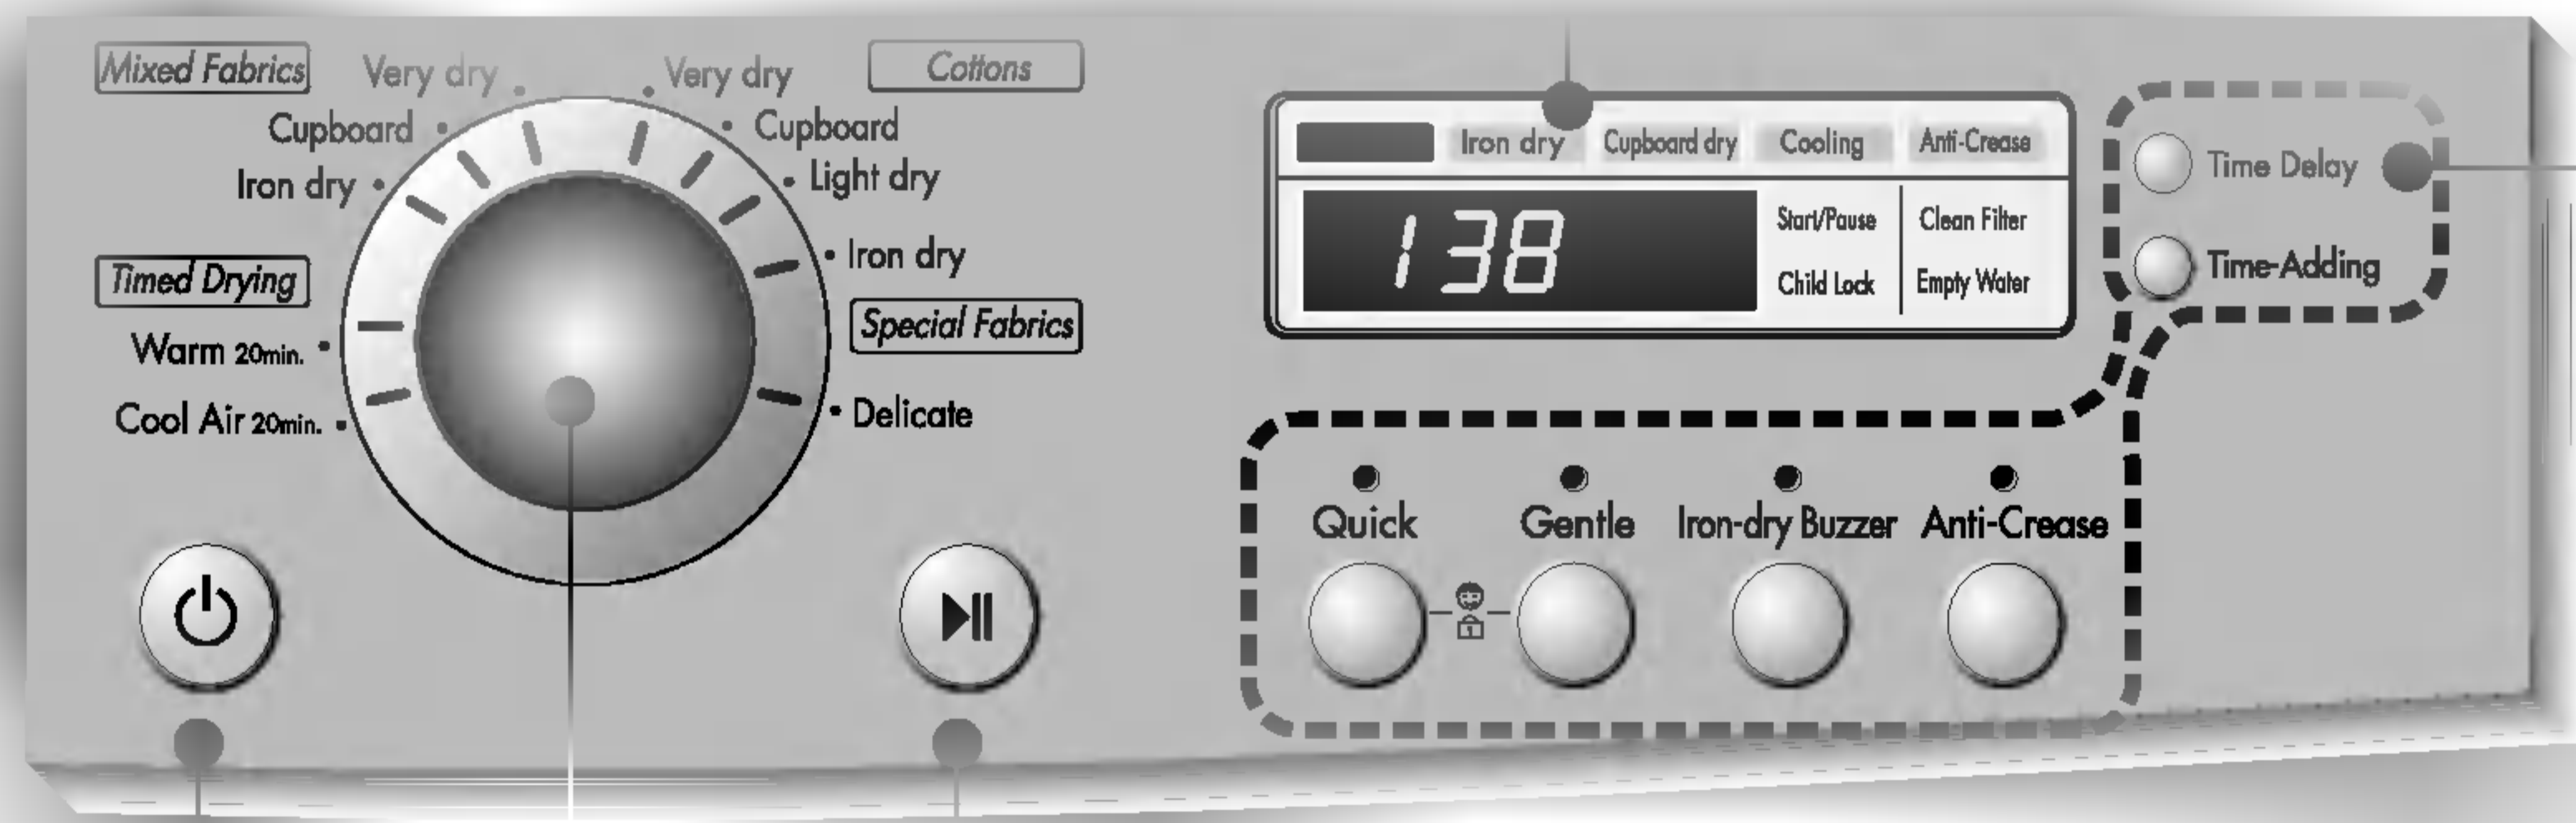 Mixed Fabrics
Very dry
Cupboard
Iron dry
Timed Drying
Warm 20min.
Cool Air 20min.
Cottons
Very dry
Cupboard
Light dry
Iron dry
Special Fabrics
Delicate
Iron dry Cupboard dry Cooling Anti-Crease
138
Start/Pause Clean Filter
Child Lock Empty Water
Time Delay
Time-Adding
Quick Gentle Iron-dry Buzzer Anti-Crease